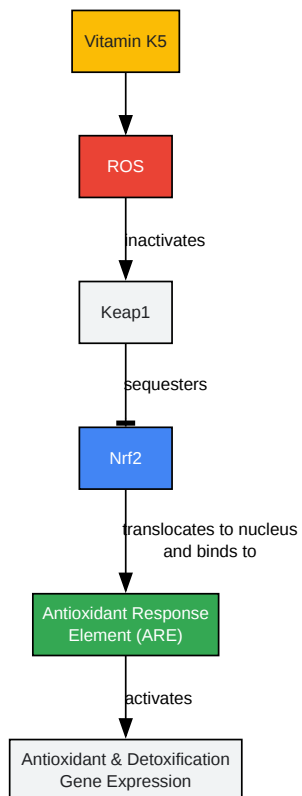 Vitamin K5
ROS
inactivates
Keap1
sequesters
Nrf2
translocates to nucleus
and binds to
Antioxidant Response
Element (ARE)
activates
Antioxidant & Detoxification
Gene Expression